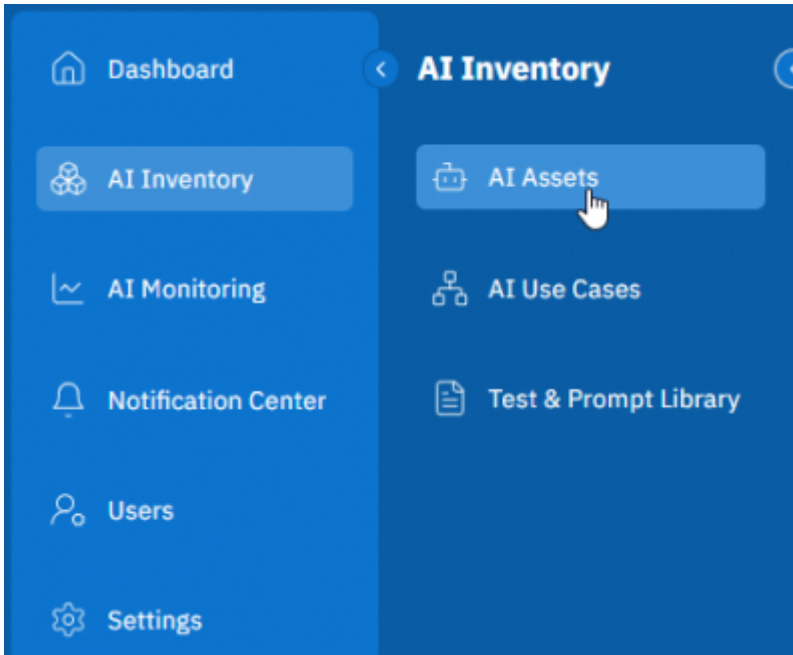 Dashboard
AI Inventory
AI Monitoring
Notification Center
Users
Settings
AI Inventory
AI Assets
AI Use Cases
Test & Prompt Library